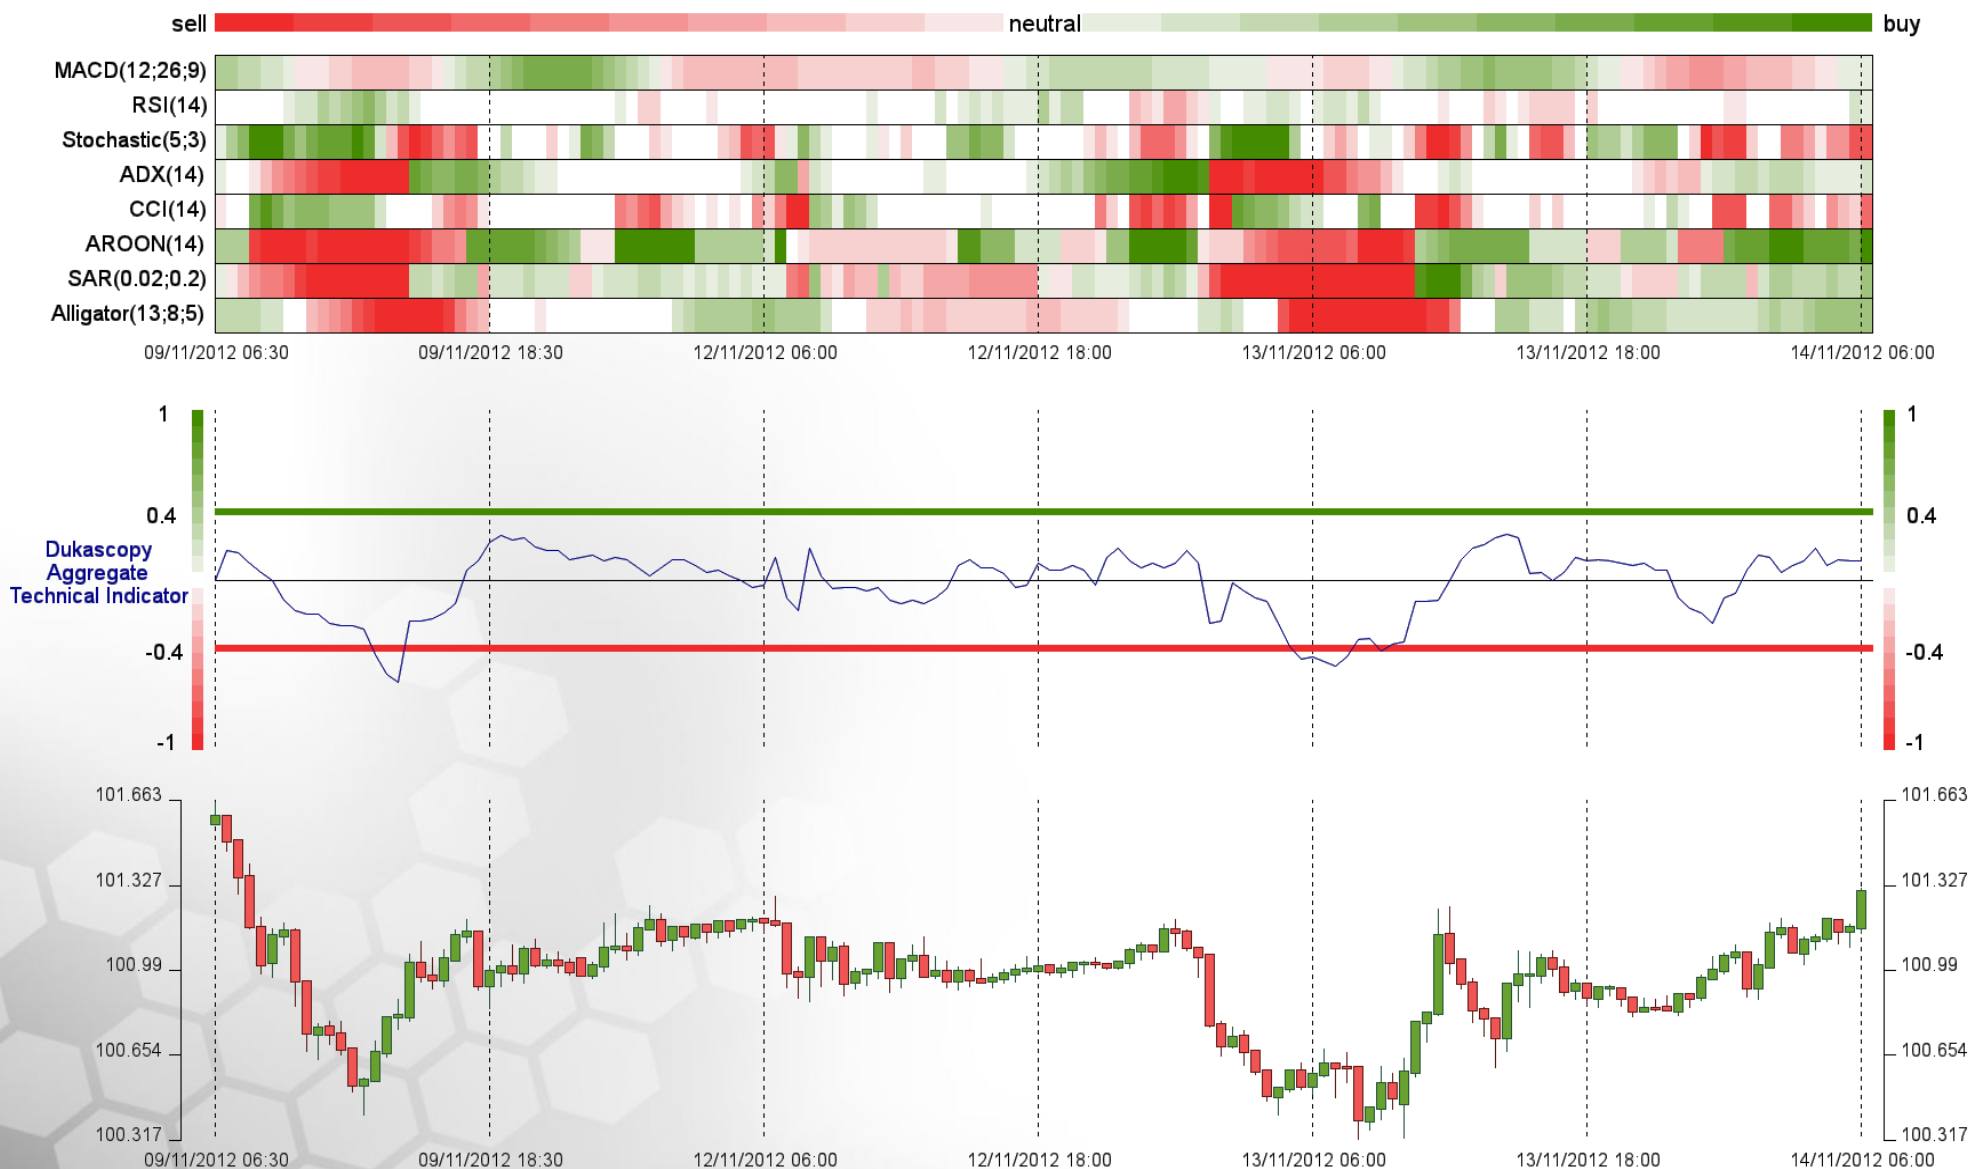 sell neutral buy
MACD(12;26;9)
RSI(14)
Stochastic(5;3)
ADX(14)
CCI(14)
AROON(14)
SAR(0.02;0.2)
Alligator(13;8;5)
09/11/2012 06:30 09/11/2012 18:30 12/11/2012 06:00 12/11/2012 18:00 13/11/2012 06:00 13/11/2012 18:00 14/11/2012 06:00
1 1
0.4 0.4
Dukascopy
Aggregate
Technical Indicator
-0.4 -0.4
-1 -1
101.663 101.663
101.327 101.327
100.99 100.99
100.654 100.654
100.317 100.317
09/11/2012 06:30 09/11/2012 18:30 12/11/2012 06:00 12/11/2012 18:00 13/11/2012 06:00 13/11/2012 18:00 14/11/2012 06:00